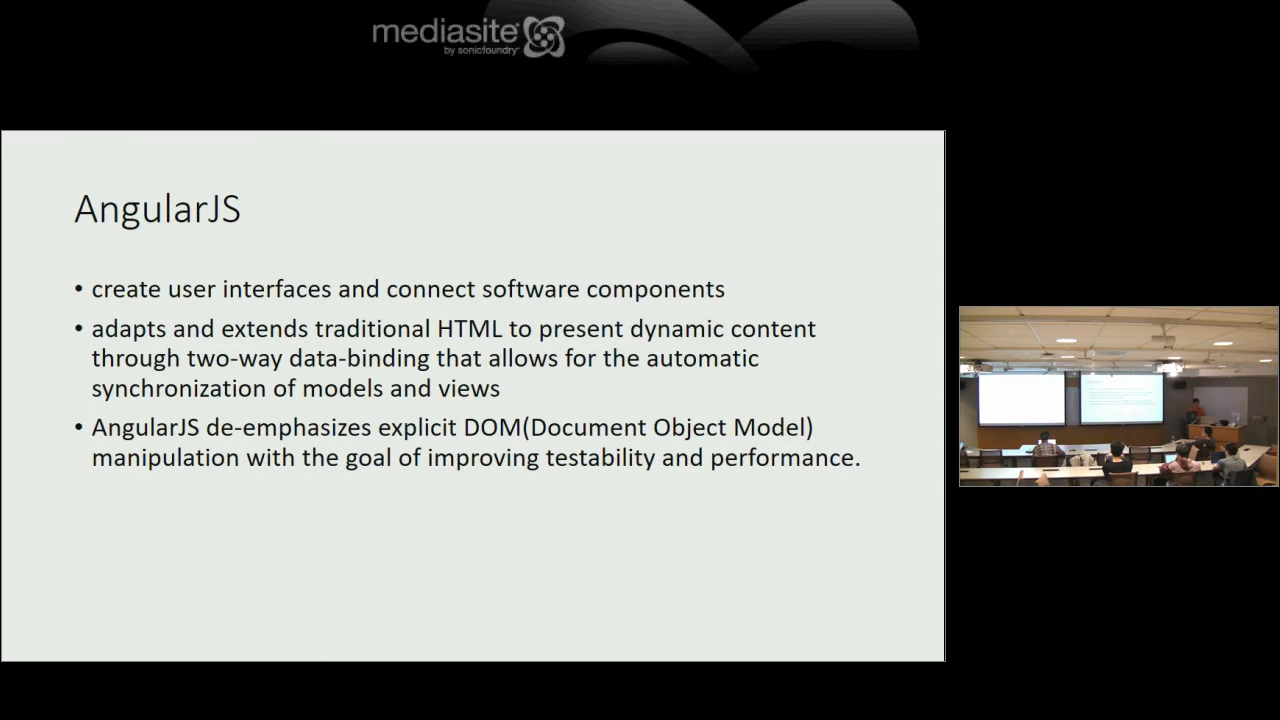 mediasite
by sonicfoundry
AngularJS
• create user interfaces and connect software components
• adapts and extends traditional HTML to present dynamic content
through two-way data-binding that allows for the automatic
synchronization of models and views
• AngularJS de-emphasizes explicit DOM(Document Object Model)
manipulation with the goal of improving testability and performance.